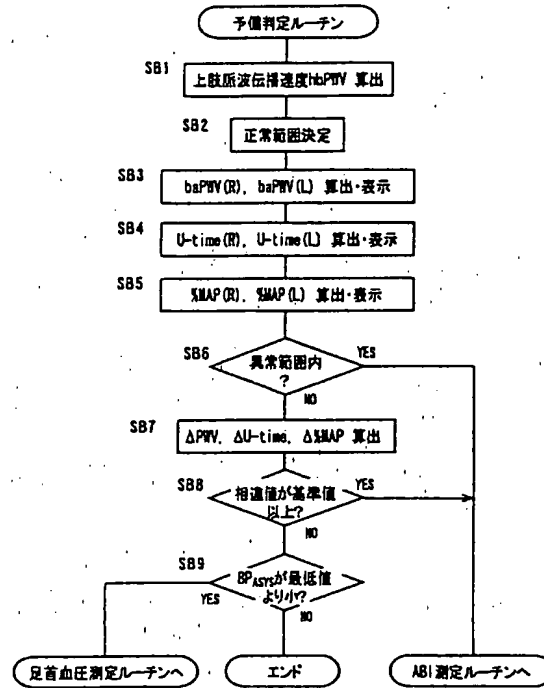 予備判定ルーチン
SB1
上肢脈波伝播速度hbPWV 算出
SB2
正常範囲決定
SB3
baPWV(R), baPWV(L) 算出・表示
SB4
U-time(R), U-time(L) 算出・表示
SB5
%MAP(R), %MAP(L) 算出・表示
SB6
異常範囲内
?
YES
NO
SB7
ΔPWV, ΔU-time, Δ%MAP 算出
SB8
相違値が基準値
以上?
YES
NO
SB9
BPASYSが最低値
より小?
YES
NO
足首血圧測定ルーチンへ
エンド
ABI測定ルーチンへ